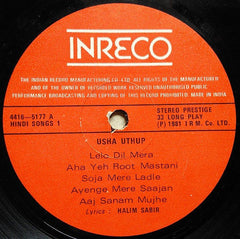 INRECO
THE INDIAN RECORD MANUFACTURING CO. LTD. ALL RIGHTS OF THE MANUFACTURER
AND OF THE OWNER OF RECORDED WORK RESERVED UNAUTHORISED PUBLIC
PERFORMANCE BROADCASTING AND COPYING OF THIS RECORD PROHIBITED MADE IN INDIA
4416-5177 A
HINDI SONGS 1
STEREO PRESTIGE
33 LONG PLAY
(P) 1981 I R M. Co. LTD.
USHA UTHUP
Lelo Dil Mera
Aha Yeh Root Mastani
Soja Mere Ladle
Ayenge Mere Saajan
Aaj Sanam Mujhe
Lyrics : HALIM SABIR